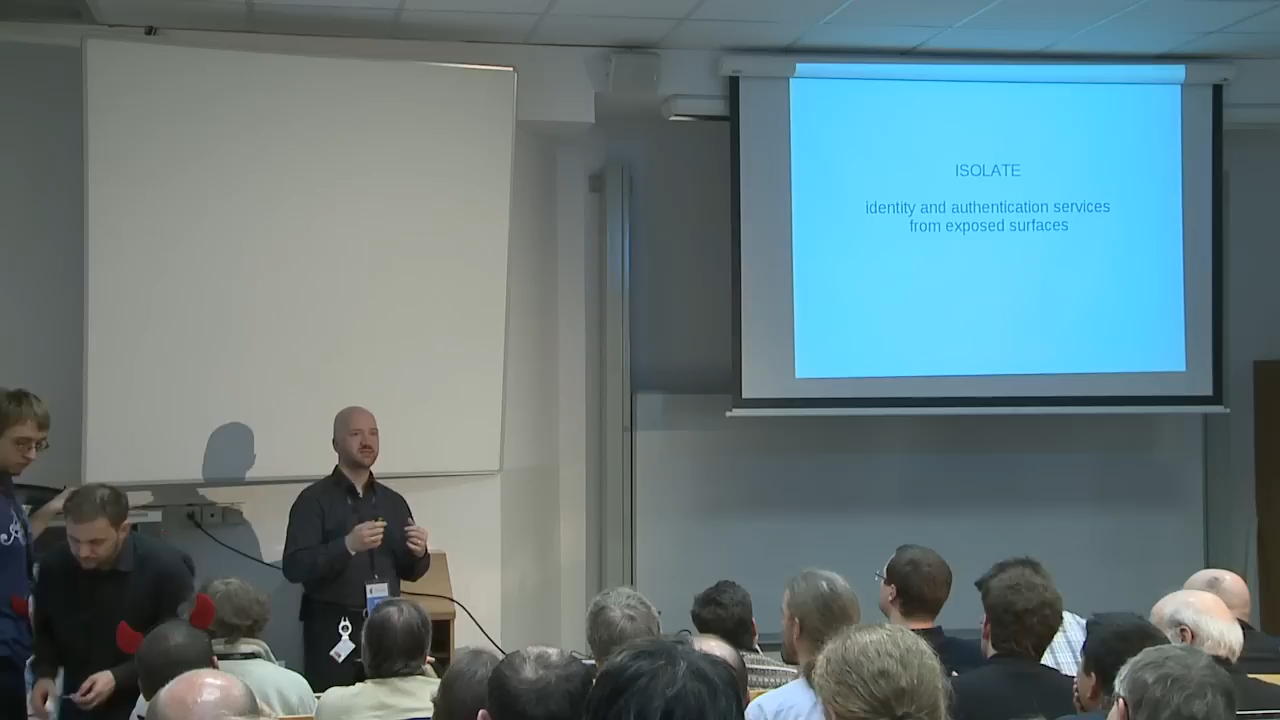 ISOLATE
identity and authentication services
from exposed surfaces